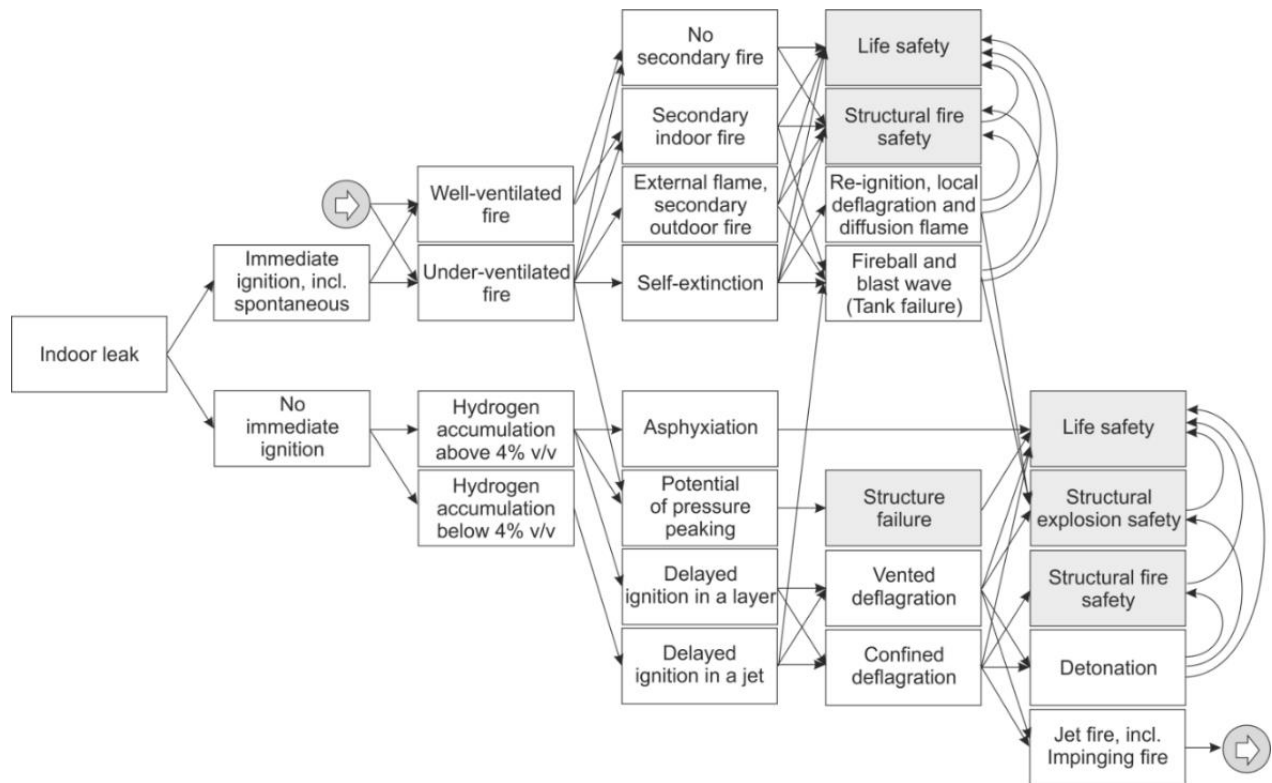 No
secondary fire
Life safety
Secondary
indoor fire
Structural fire
safety
Well-ventilated
fire
External flame,
secondary
outdoor fire
Re-ignition, local
deflagration and
diffusion flame
Immediate
ignition, incl.
spontaneous
Under-ventilated
fire
Self-extinction
Fireball and
blast wave
(Tank failure)
Indoor leak
No
immediate
ignition
Hydrogen
accumulation
above 4% v/v
Asphyxiation
Life safety
Hydrogen
accumulation
below 4% v/v
Potential
of pressure
peaking
Structure
failure
Structural
explosion safety
Delayed
ignition in a layer
Vented
deflagration
Structural fire
safety
Delayed
ignition in a jet
Confined
deflagration
Detonation
Jet fire, incl.
Impinging fire